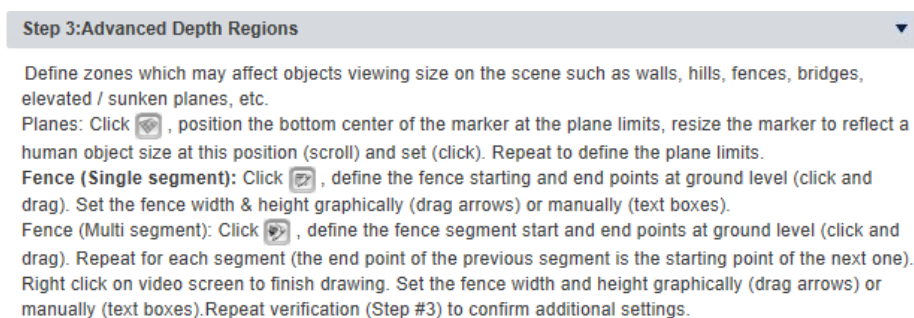 Step 3:Advanced Depth Regions
Define zones which may affect objects viewing size on the scene such as walls, hills, fences, bridges,
elevated / sunken planes, etc.
Planes: Click , position the bottom center of the marker at the plane limits, resize the marker to reflect a
human object size at this position (scroll) and set (click). Repeat to define the plane limits.
Fence (Single segment): Click , define the fence starting and end points at ground level (click and
drag). Set the fence width & height graphically (drag arrows) or manually (text boxes).
Fence (Multi segment): Click , define the fence segment start and end points at ground level (click and
drag). Repeat for each segment (the end point of the previous segment is the starting point of the next one).
Right click on video screen to finish drawing. Set the fence width and height graphically (drag arrows) or
manually (text boxes).Repeat verification (Step #3) to confirm additional settings.